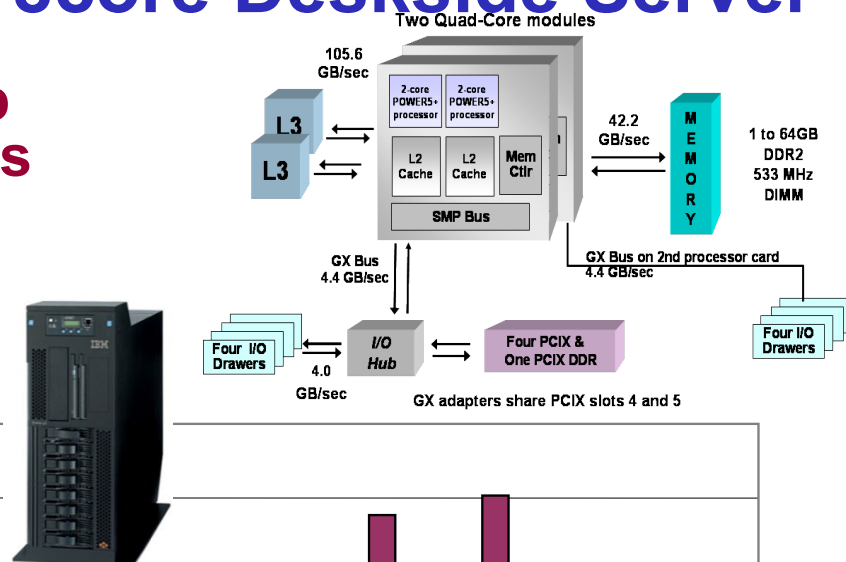 Deskside Server
Two Quad-Core modules
105.6
GB/sec
2-core
POWER5+
processor
2-core
POWER5+
processor
L3
L3
L2
Cache
L2
Cache
Mem
Ctlr
SMP Bus
42.2
GB/sec
M
E
M
O
R
Y
1 to 64GB
DDR2
533 MHz
DIMM
GX Bus
4.4 GB/sec
GX Bus on 2nd processor card
4.4 GB/sec
IBM
Four I/O
Drawers
4.0
GB/sec
I/O
Hub
Four PCIX &
One PCIX DDR
Four I/O
Drawers
GX adapters share PCIX slots 4 and 5